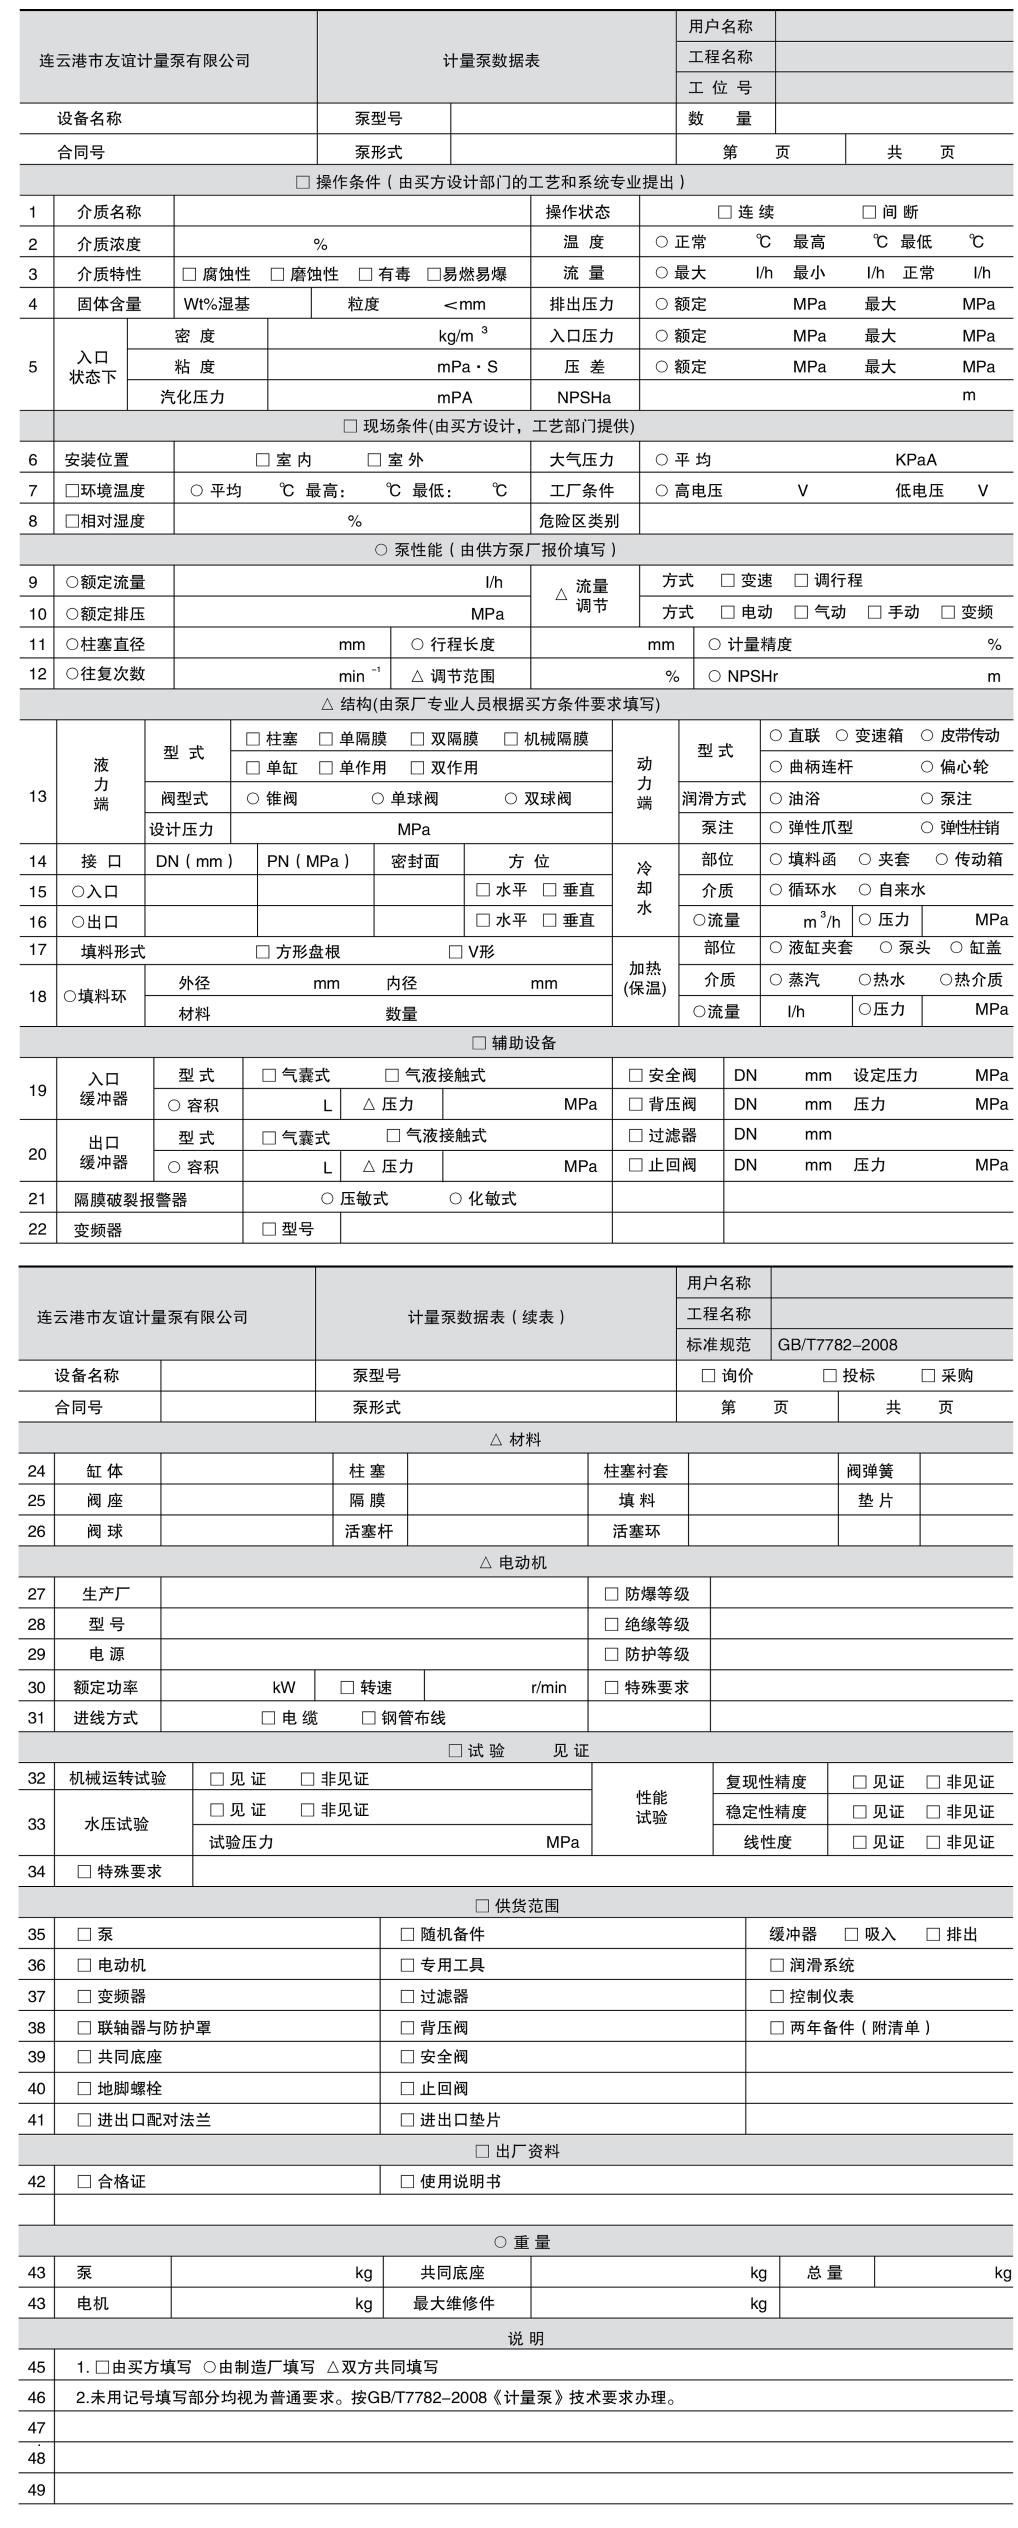 连云港市友谊计量泵有限公司 计量泵数据表 用户名称
工程名称
工 位 号
设备名称 泵型号 数 量
合同号 泵形式 第 页 共 页
□ 操作条件（由买方设计部门的工艺和系统专业提出）
1 介质名称 操作状态 □ 连 续 □ 间 断
2 介质浓度 % 温 度 ○ 正常 ℃ 最高 ℃ 最低 ℃
3 介质特性 □ 腐蚀性 □ 磨蚀性 □ 有毒 □易燃易爆 流 量 ○ 最大 l/h 最小 l/h 正常 l/h
4 固体含量 Wt%湿基 粒度 <mm 排出压力 ○ 额定 MPa 最大 MPa
5 入口状态下 密 度 kg/m ³ 入口压力 ○ 额定 MPa 最大 MPa
粘 度 mPa·S 压 差 ○ 额定 MPa 最大 MPa
汽化压力 mPA NPSHa m
□ 现场条件(由买方设计，工艺部门提供)
6 安装位置 □ 室 内 □ 室 外 大气压力 ○ 平 均 KPaA
7 □环境温度 ○ 平均 ℃ 最高： ℃ 最低： ℃ 工厂条件 ○ 高电压 V 低电压 V
8 □相对湿度 % 危险区类别
○ 泵性能（由供方泵厂报价填写）
9 ○额定流量 l/h △ 流量调节 方式 □ 变速 □ 调行程
10 ○额定排压 MPa 方式 □ 电动 □ 气动 □ 手动 □ 变频
11 ○柱塞直径 mm ○ 行程长度 mm ○ 计量精度 %
12 ○往复次数 min ⁻¹ △ 调节范围 % ○ NPSHr m
△ 结构(由泵厂专业人员根据买方条件要求填写)
13 液力端 型 式 □ 柱塞 □ 单隔膜 □ 双隔膜 □ 机械隔膜 动力端 型 式 ○ 直联 ○ 变速箱 ○ 皮带传动
□ 单缸 □ 单作用 □ 双作用 ○ 曲柄连杆 ○ 偏心轮
阀型式 ○ 锥阀 ○ 单球阀 ○ 双球阀 润滑方式 ○ 油浴 ○ 泵注
设计压力 MPa 泵注 ○ 弹性爪型 ○ 弹性柱销
14 接 口 DN（mm） PN（MPa） 密封面 方 位 冷却水 部位 ○ 填料函 ○ 夹套 ○ 传动箱
15 ○入口 □ 水平 □ 垂直 介质 ○ 循环水 ○ 自来水
16 ○出口 □ 水平 □ 垂直 ○流量 m ³/h ○ 压力 MPa
17 填料形式 □ 方形盘根 □ V形 加热(保温) 部位 ○ 液缸夹套 ○ 泵头 ○ 缸盖
18 ○填料环 外径 mm 内径 mm 介质 ○ 蒸汽 ○热水 ○热介质
材料 数量 ○流量 l/h ○压力 MPa
□ 辅助设备
19 入口缓冲器 型 式 □ 气囊式 □ 气液接触式 □ 安全阀 DN mm 设定压力 MPa
○ 容积 L △ 压力 MPa □ 背压阀 DN mm 压力 MPa
20 出口缓冲器 型 式 □ 气囊式 □ 气液接触式 □ 过滤器 DN mm
○ 容积 L △ 压力 MPa □ 止回阀 DN mm 压力 MPa
21 隔膜破裂报警器 ○ 压敏式 ○ 化敏式
22 变频器 □ 型号
连云港市友谊计量泵有限公司 计量泵数据表（续表） 用户名称
工程名称
标准规范 GB/T7782–2008
设备名称 泵型号 □ 询价 □ 投标 □ 采购
合同号 泵形式 第 页 共 页
△ 材料
24 缸 体 柱 塞 柱塞衬套 阀弹簧
25 阀 座 隔 膜 填 料 垫 片
26 阀 球 活塞杆 活塞环
△ 电动机
27 生产厂 □ 防爆等级
28 型 号 □ 绝缘等级
29 电 源 □ 防护等级
30 额定功率 kW □ 转速 r/min □ 特殊要求
31 进线方式 □ 电 缆 □ 钢管布线
□ 试 验 见 证
32 机械运转试验 □ 见 证 □ 非见证 性能试验 复现性精度 □ 见证 □ 非见证
33 水压试验 □ 见 证 □ 非见证 稳定性精度 □ 见证 □ 非见证
试验压力 MPa 线性度 □ 见证 □ 非见证
34 □ 特殊要求
□ 供货范围
35 □ 泵 □ 随机备件 缓冲器 □ 吸入 □ 排出
36 □ 电动机 □ 专用工具 □ 润滑系统
37 □ 变频器 □ 过滤器 □ 控制仪表
38 □ 联轴器与防护罩 □ 背压阀 □ 两年备件（附清单）
39 □ 共同底座 □ 安全阀
40 □ 地脚螺栓 □ 止回阀
41 □ 进出口配对法兰 □ 进出口垫片
□ 出厂资料
42 □ 合格证 □ 使用说明书
○ 重 量
43 泵 kg 共同底座 kg 总 量 kg
43 电机 kg 最大维修件 kg
说 明
45 1. □由买方填写 ○由制造厂填写 △双方共同填写
46 2.未用记号填写部分均视为普通要求。按GB/T7782–2008《计量泵》技术要求办理。
47
48
49